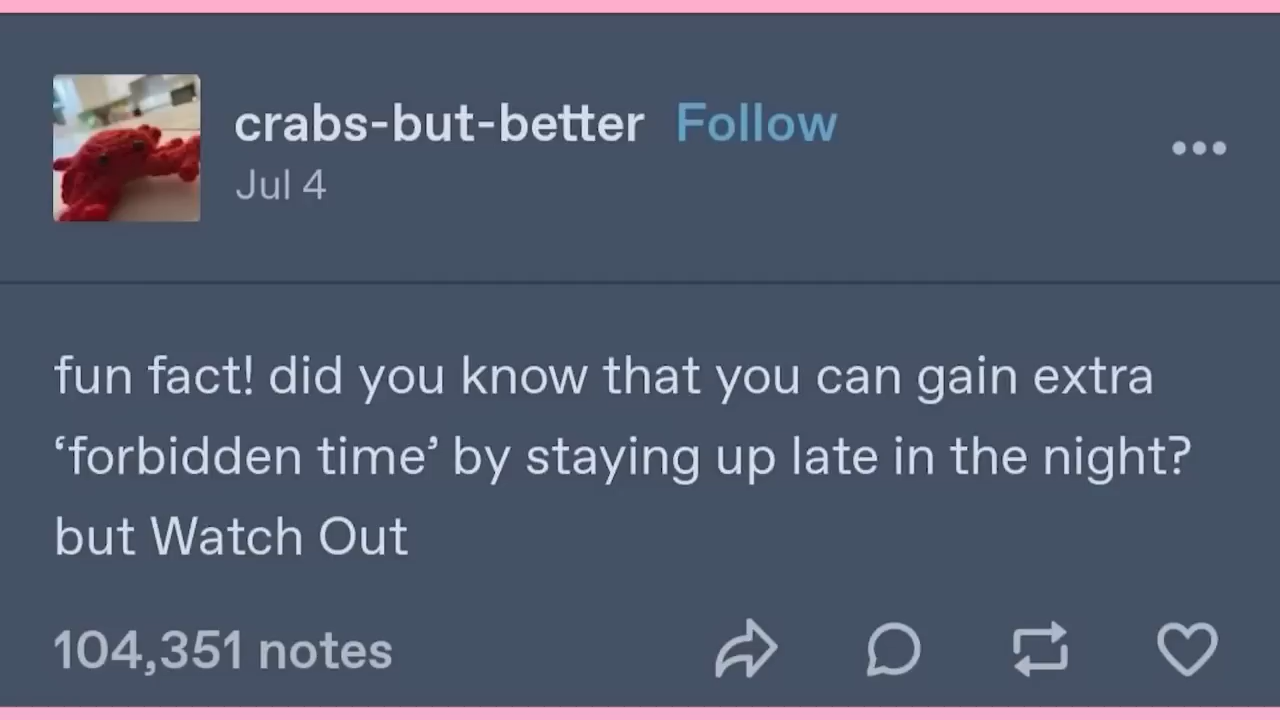 crabs-but-better Follow
Jul 4
fun fact! did you know that you can gain extra
‘forbidden time’ by staying up late in the night?
but Watch Out
104,351 notes